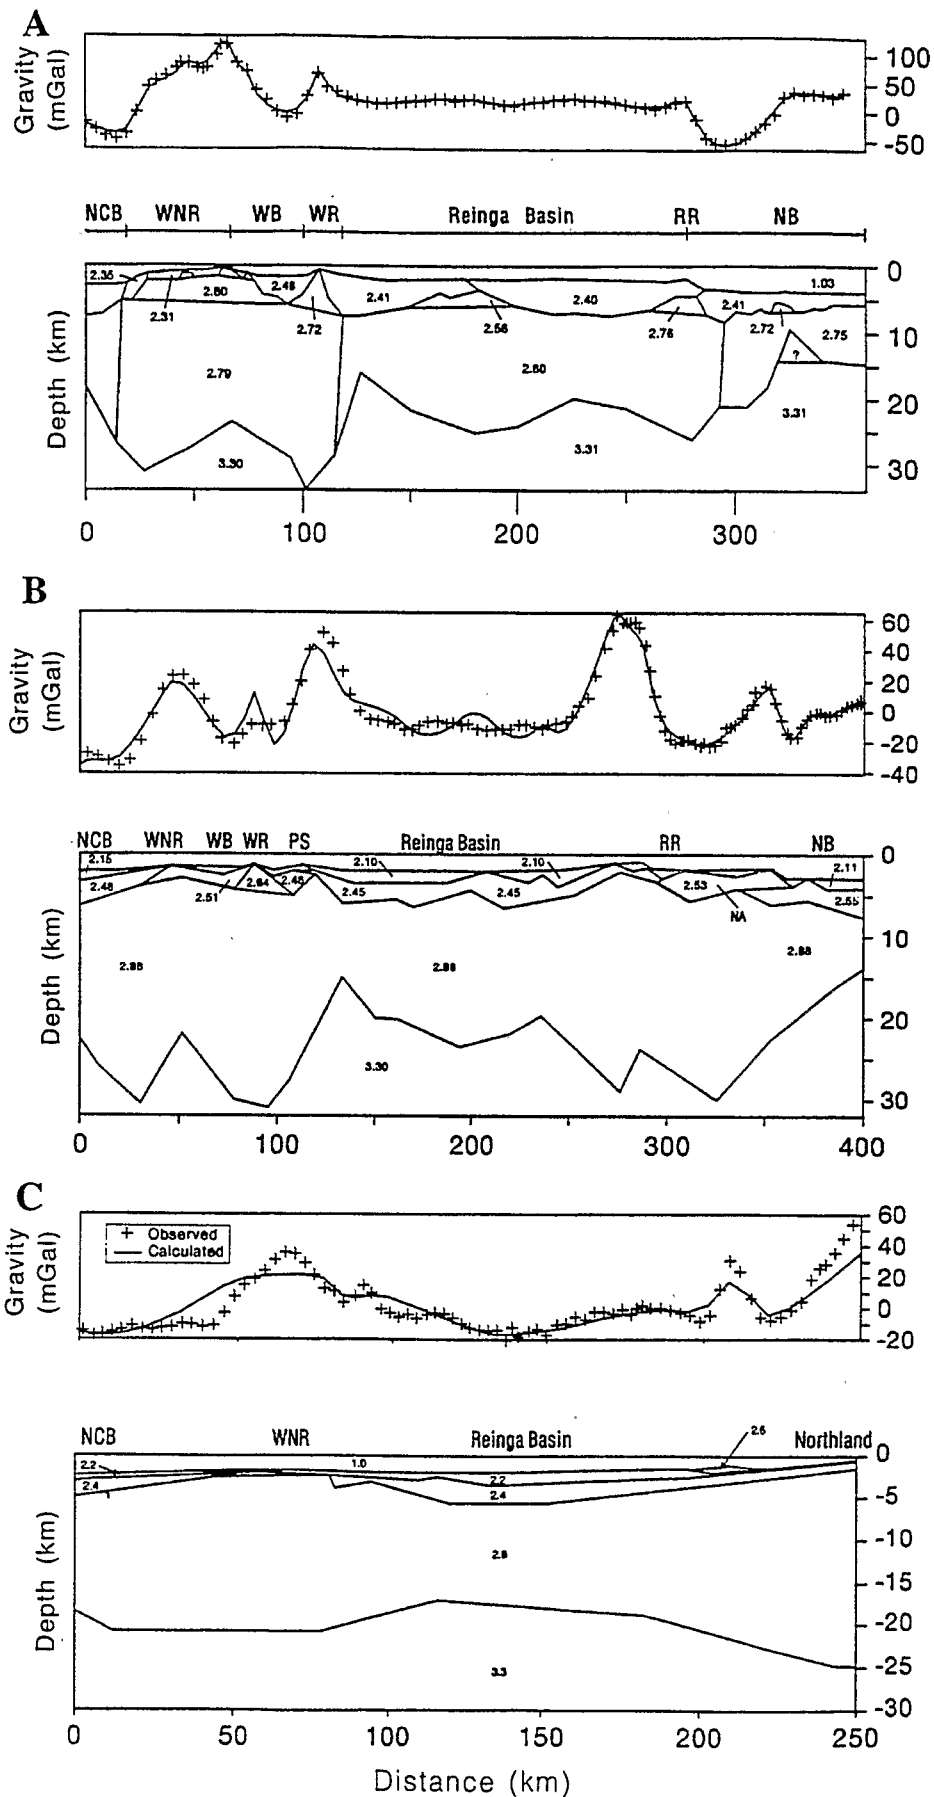 A
Gravity
(mGal)
100
50
0
-50
NCB WNR WB WR Reinga Basin RR NB
0
2.35 2.60 2.48 2.41 2.40 2.41 1.03
2.31 2.72 2.56 2.76 2.72 2.75
10
?
2.79 2.80
20
3.31
3.30 3.31
30
Depth (km)
0 100 200 300
B
Gravity
(mGal)
60
40
20
0
-20
-40
NCB WNR WB WR PS Reinga Basin RR NB
0
2.15 2.10 2.10 2.11
2.48 2.51 2.64 2.45 2.45 2.53 2.55
NA
10
2.88
20
3.30
30
Depth (km)
0 100 200 300 400
C
Gravity
(mGal)
Observed
Calculated
60
40
20
0
-20
NCB WNR Reinga Basin 2.6 Northland
0
2.2 1.0 2.2
2.4 2.4
-5
-10
2.8
-15
-20
3.3
-25
-30
Depth (km)
0 50 100 150 200 250
Distance (km)